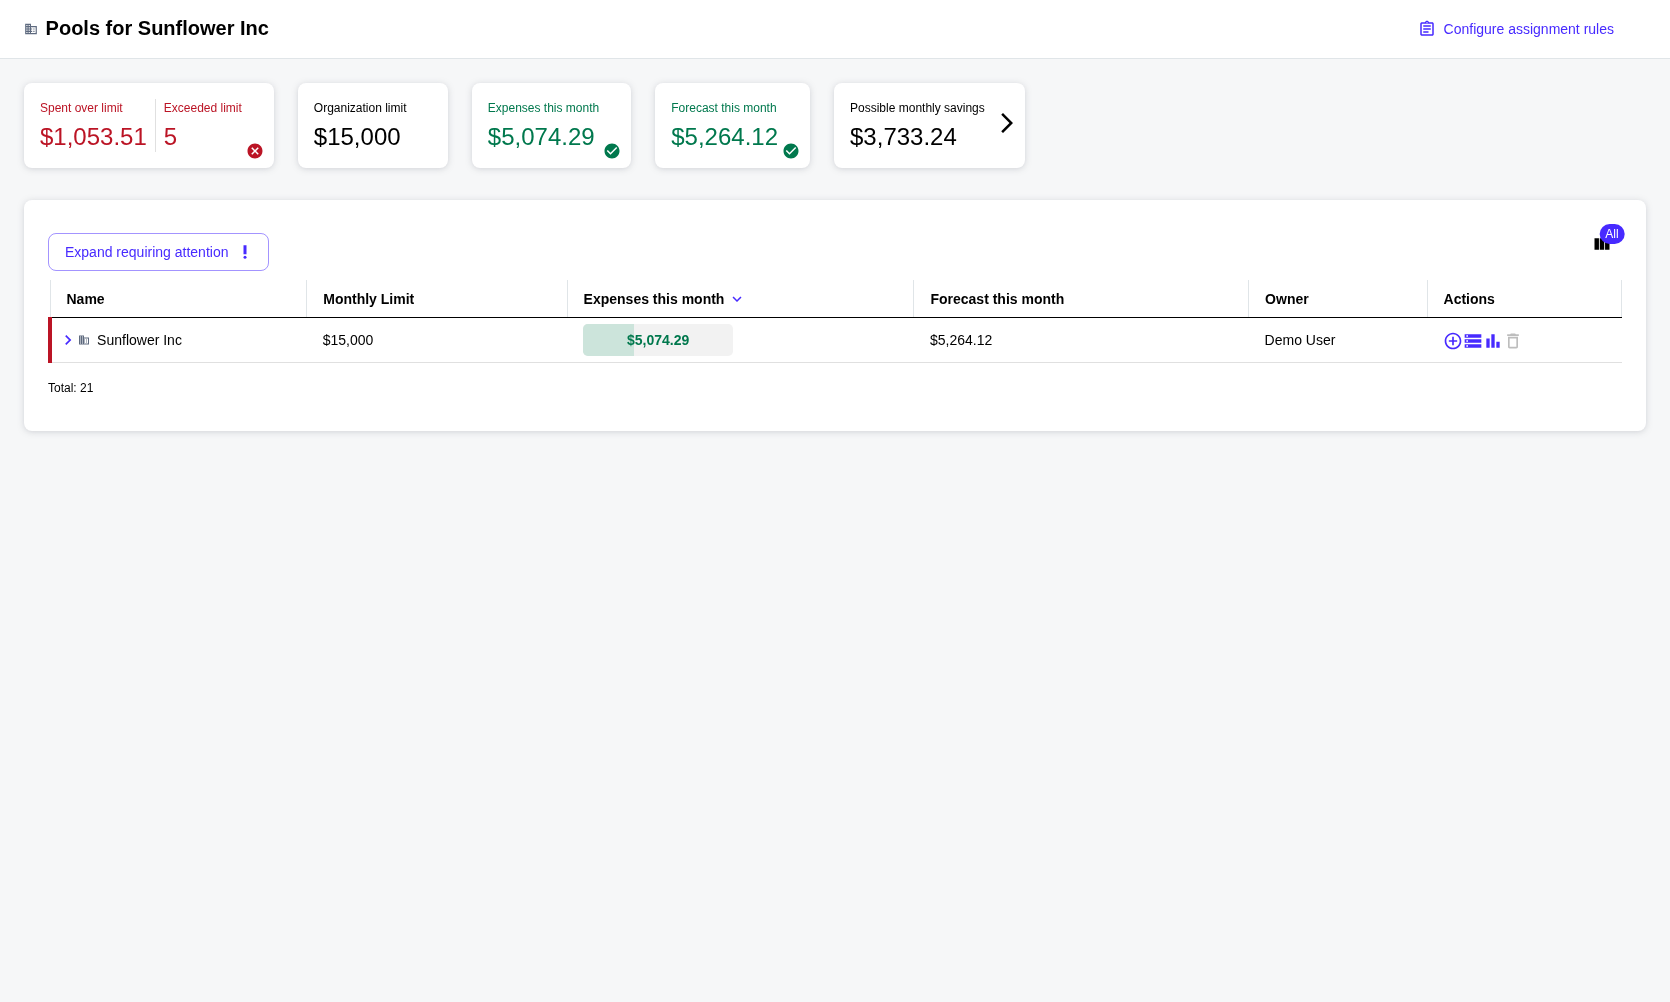 Pools for Sunflower Inc
Configure assignment rules
Spent over limit
$1,053.51
Exceeded limit
5
Organization limit
$15,000
Expenses this month
$5,074.29
Forecast this month
$5,264.12
Possible monthly savings
$3,733.24
Expand requiring attention
All
Name Monthly Limit Expenses this month Forecast this month Owner Actions
Sunflower Inc $15,000 $5,074.29 $5,264.12 Demo User
Total: 21